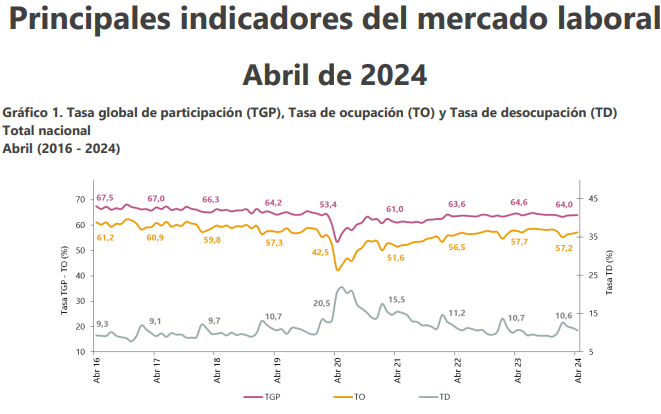 Principales indicadores del mercado laboral
Abril de 2024
Gráfico 1. Tasa global de participación (TGP), Tasa de ocupación (TO) y Tasa de desocupación (TD)
Total nacional
Abril (2016 - 2024)
Tasa TGP - TO (%)
70
60
50
40
30
20
10
67,5 67,0 66,3 64,2 53,4 61,0 63,6 64,6 64,0
61,2 60,9 59,8 57,3 42,5 51,6 56,5 57,7 57,2
9,3 9,1 9,7 10,7 20,5 15,5 11,2 10,7 10,6
45
35
25
15
5
Tasa TD (%)
Abr 16 Abr 17 Abr 18 Abr 19 Abr 20 Abr 21 Abr 22 Abr 23 Abr 24
TGP TO TD